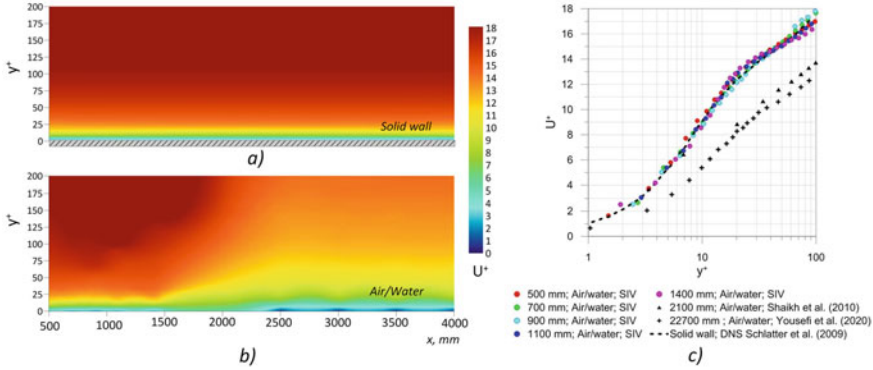 200
175
150
125
y+
100
75
50
25
0
Solid wall
a)
200
175
150
125
y+
100
75
50
25
0
Air/Water
500 1000 1500 2000 2500 3000 3500 4000
x, mm
b)
18
17
16
15
14
13
12
11
10
9
8
7
6
5
4
3
2
1
0
U+
18
16
14
12
10
U+
8
6
4
2
0
1 10 100
y+
500 mm; Air/water; SIV
700 mm; Air/water; SIV
900 mm; Air/water; SIV
1100 mm; Air/water; SIV
1400 mm; Air/water; SIV
2100 mm; Air/water; Shaikh et al. (2010)
22700 mm ; Air/water; Yousefi et al. (2020)
Solid wall; DNS Schlatter et al. (2009)
c)